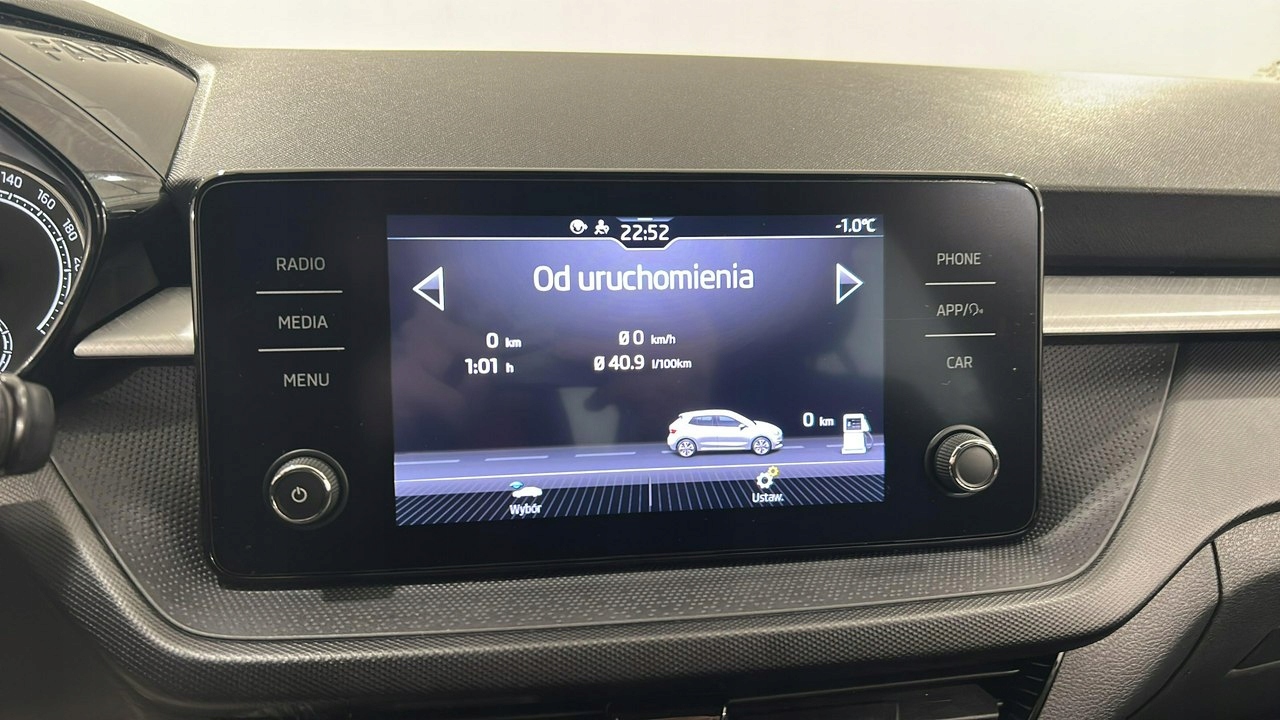 FABIA
140
160
180
RADIO
MEDIA
MENU
22:52
-1.0°C
Od uruchomienia
0 km
Ø 0 km/h
1:01 h
Ø 40.9 l/100km
0 km
Wybór
Ustaw.
PHONE
APP/
CAR